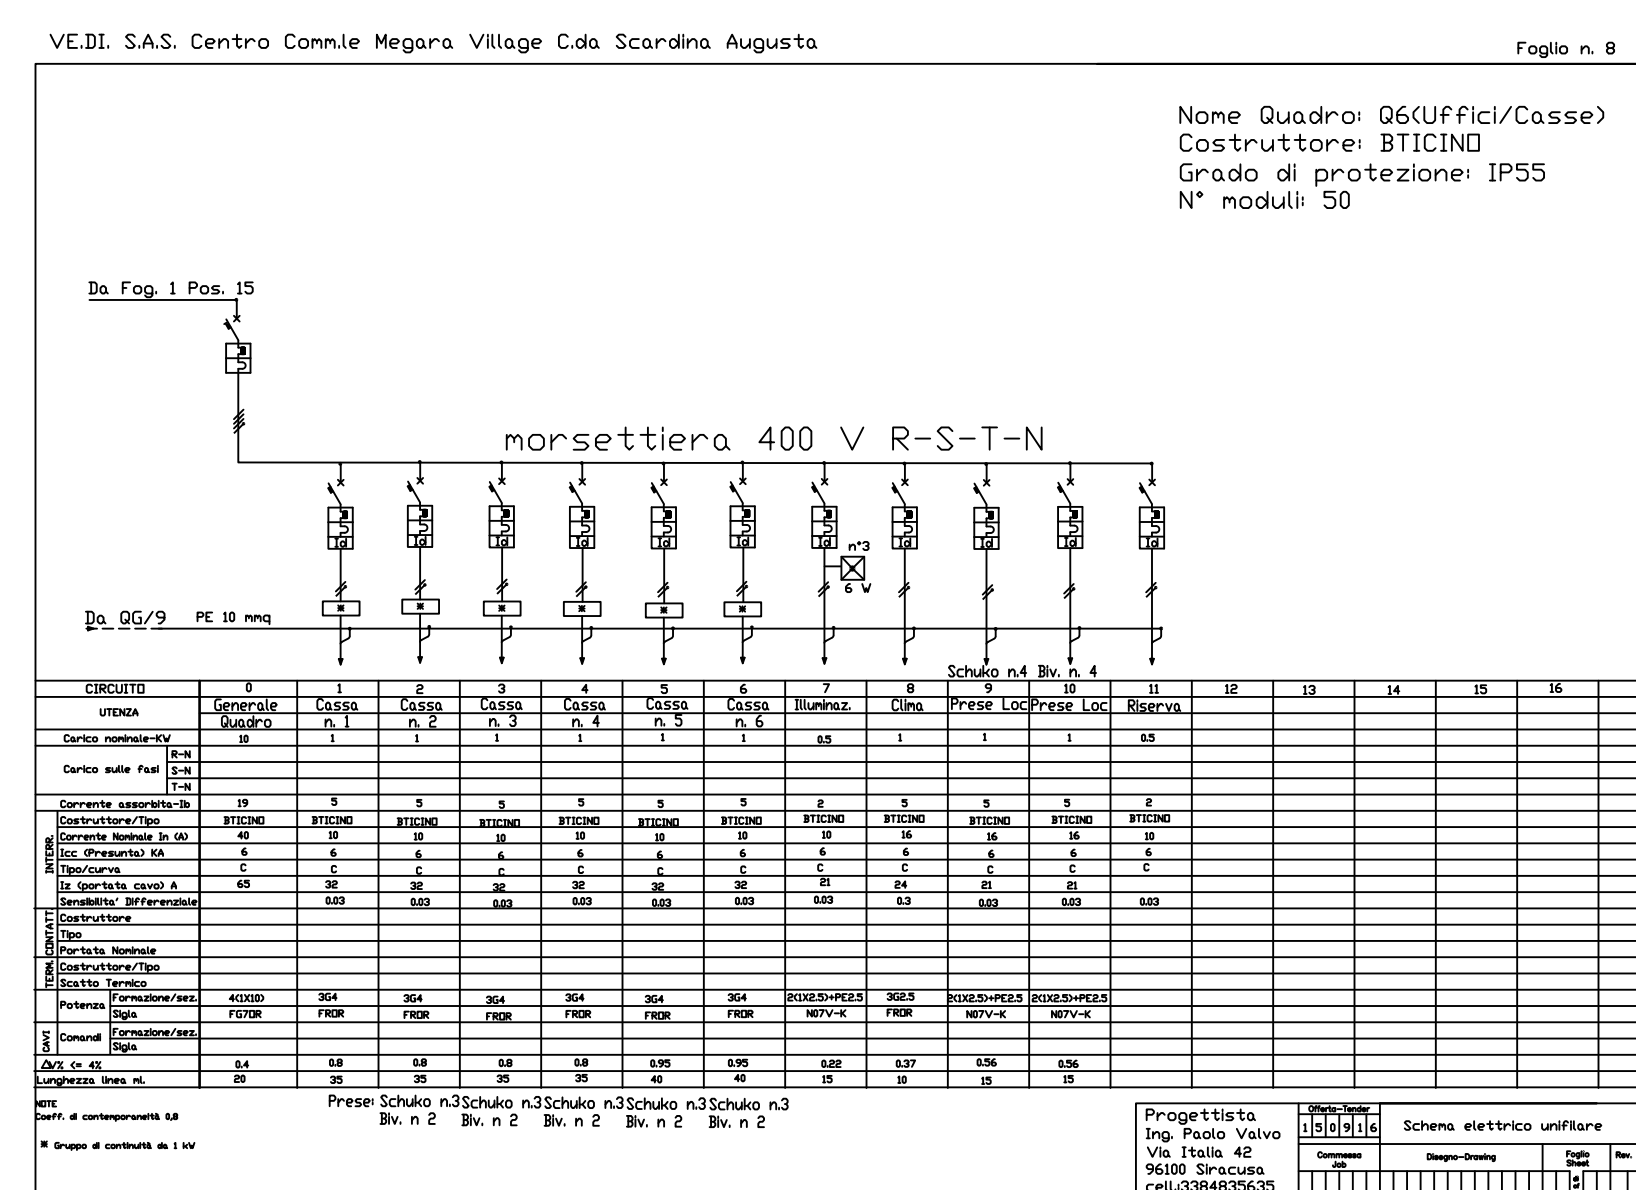 VE.DI. S.A.S. Centro Comm.le Megara Village C.da Scardina Augusta
Foglio n. 8
Nome Quadro: Q6(Uffici/Casse)
Costruttore: BTICINO
Grado di protezione: IP55
N° moduli: 50
Da Fog. 1 Pos. 15
morsettiera 400 V R-S-T-N
Id Id Id Id Id Id Id Id Id Id Id
n°3
6 W
* * * * * *
Da QG/9 PE 10 mmq
Schuko n.4 Biv. n. 4
CIRCUITO 0 1 2 3 4 5 6 7 8 9 10 11 12 13 14 15 16
UTENZA
Generale Cassa Cassa Cassa Cassa Cassa Cassa Illuminaz. Clima Prese Loc Prese Loc Riserva
Quadro n. 1 n. 2 n. 3 n. 4 n. 5 n. 6
Carico nominale-KW 10 1 1 1 1 1 1 0.5 1 1 1 0.5
Carico sulle fasi
R-N
S-N
T-N
Corrente assorbita-Ib 19 5 5 5 5 5 5 2 5 5 5 2
INTERR.
Costruttore/Tipo BTICINO BTICINO BTICINO BTICINO BTICINO BTICINO BTICINO BTICINO BTICINO BTICINO BTICINO BTICINO
Corrente Nominale In (A) 40 10 10 10 10 10 10 10 16 16 16 10
Icc (Presunta) KA 6 6 6 6 6 6 6 6 6 6 6 6
Tipo/curva C C C C C C C C C C C C
Iz (portata cavo) A 65 32 32 32 32 32 32 21 24 21 21
Sensibilita' Differenziale 0.03 0.03 0.03 0.03 0.03 0.03 0.03 0.3 0.03 0.03 0.03
CONTATT.
Costruttore
Tipo
Portata Nominale
TERM.
Costruttore/Tipo
Scatto Termico
CAVI
Potenza
Formazione/sez. 4(1X10) 3G4 3G4 3G4 3G4 3G4 3G4 2(1X2.5)+PE2.5 3G2.5 2(1X2.5)+PE2.5 2(1X2.5)+PE2.5
Sigla FG7OR FROR FROR FROR FROR FROR FROR N07V-K FROR N07V-K N07V-K
Comandi
Formazione/sez.
Sigla
ΔV% <= 4% 0.4 0.8 0.8 0.8 0.8 0.95 0.95 0.22 0.37 0.56 0.56
Lunghezza linea ml. 20 35 35 35 35 40 40 15 10 15 15
NOTE
Coeff. di contemporaneità 0,8
* Gruppo di continuità da 1 kW
Prese: Schuko n.3 Schuko n.3 Schuko n.3 Schuko n.3 Schuko n.3
Biv. n 2 Biv. n 2 Biv. n 2 Biv. n 2 Biv. n 2
Progettista
Ing. Paolo Valvo
Via Italia 42
96100 Siracusa
cell.:3384835635
Offerta-Tender
150916
Schema elettrico unifilare
Commessa
Job
Disegno-Drawing
Foglio
Sheet
Rev.
di